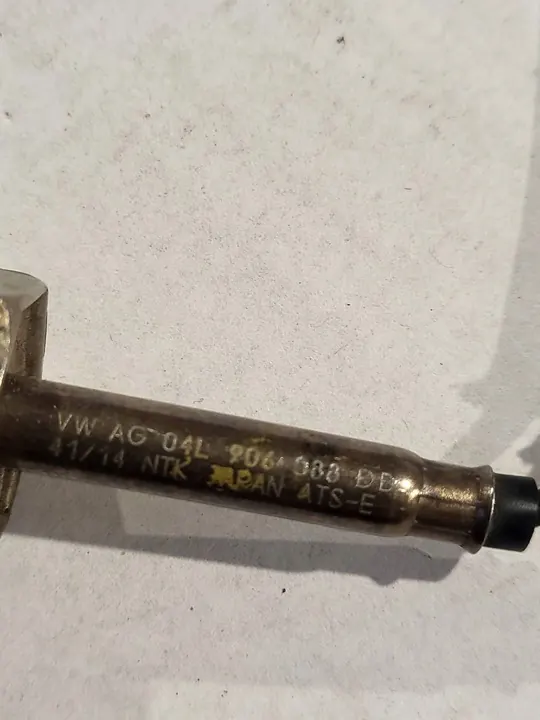 VW AG 04L 906 088 DD
41/14 NTK JAPAN ATS-E